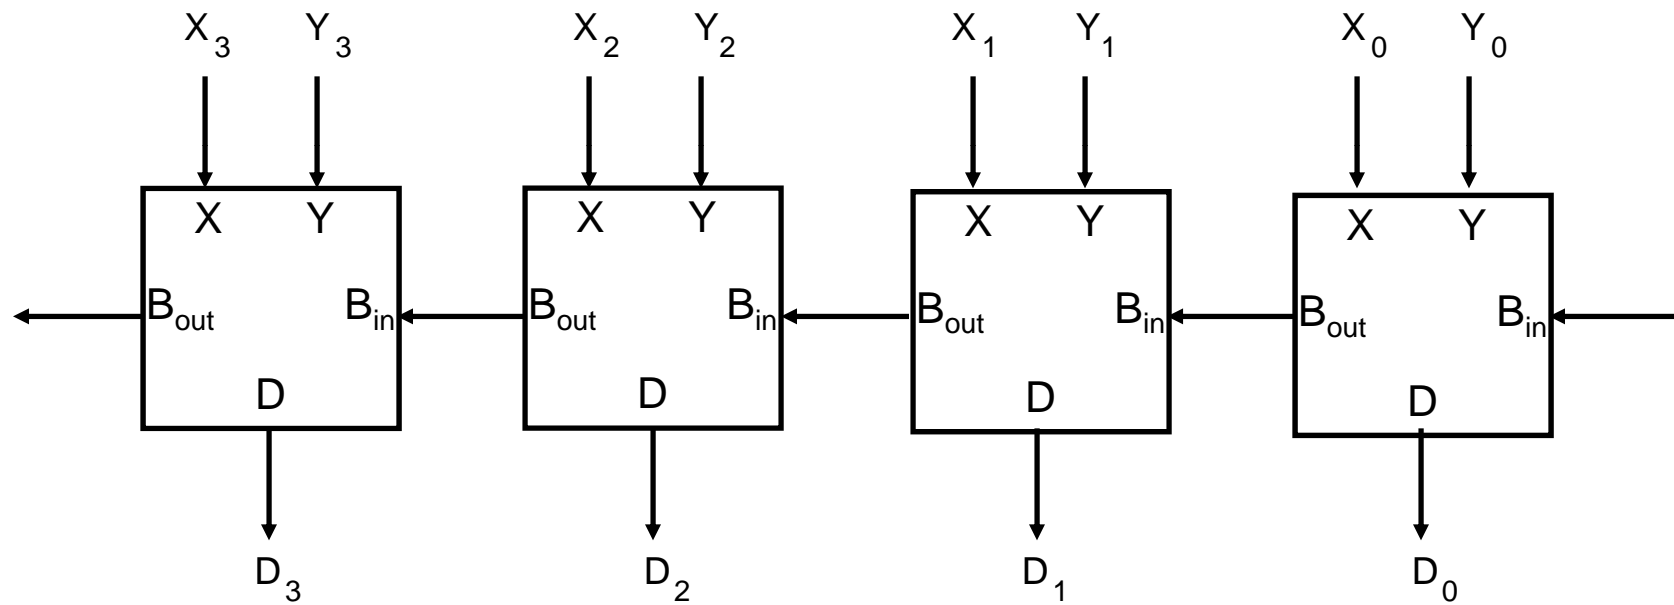 X3 Y3 X2 Y2 X1 Y1 X0 Y0
X Y X Y X Y X Y
Bout Bin Bout Bin Bout Bin Bout Bin
D D D D
D3 D2 D1 D0